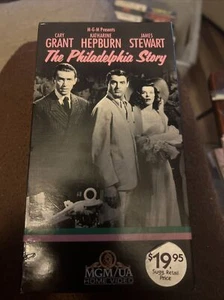 M-G-M Presents
CARY KATHARINE JAMES
GRANT HEPBURN STEWART
The Philadelphia Story
MGM/UA
HOME VIDEO
$19.95
Sugg. Retail
Price